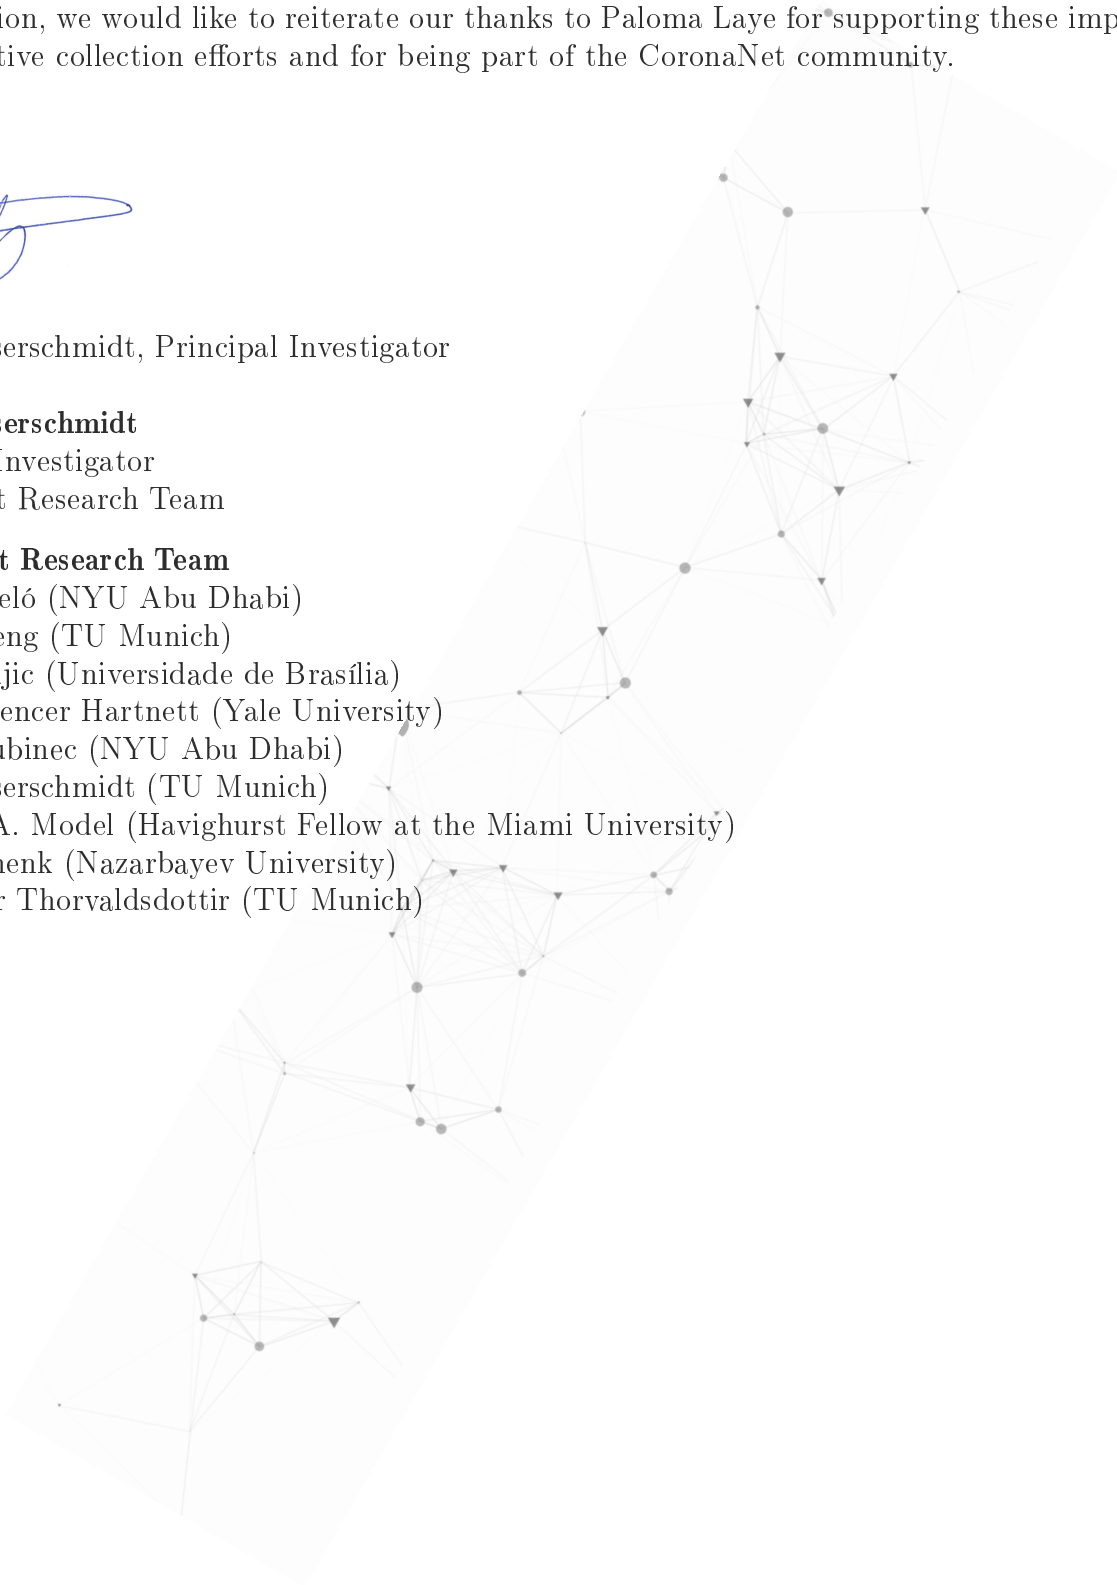 ion, we would like to reiterate our thanks to Paloma Laye for supporting these imp
tive collection efforts and for being part of the CoronaNet community.
serschmidt, Principal Investigator
serschmidt
Investigator
t Research Team
t Research Team
eló (NYU Abu Dhabi)
eng (TU Munich)
jic (Universidade de Brasília)
encer Hartnett (Yale University)
ubinec (NYU Abu Dhabi)
serschmidt (TU Munich)
A. Model (Havighurst Fellow at the Miami University)
henk (Nazarbayev University)
r Thorvaldsdottir (TU Munich)